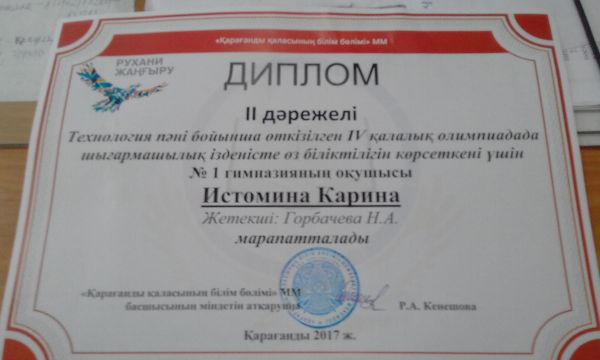 «Қарағанды қаласының білім бөлімі» ММ
РУХАНИ
ЖАҢҒЫРУ
ДИПЛОМ
ІІ дәрежелі
Технология пәні бойынша өткізілген IV қалалық олимпиадада
шығармашылық ізденісте өз біліктілігін көрсеткені үшін
№ 1 гимназияның оқушысы
Истомина Карина
Жетекші: Горбачева Н.А.
марапатталады
«Қарағанды қаласының білім бөлімі» ММ
басшысының міндетін атқарушы
Р.А. Кенешова
Қарағанды 2017 ж.